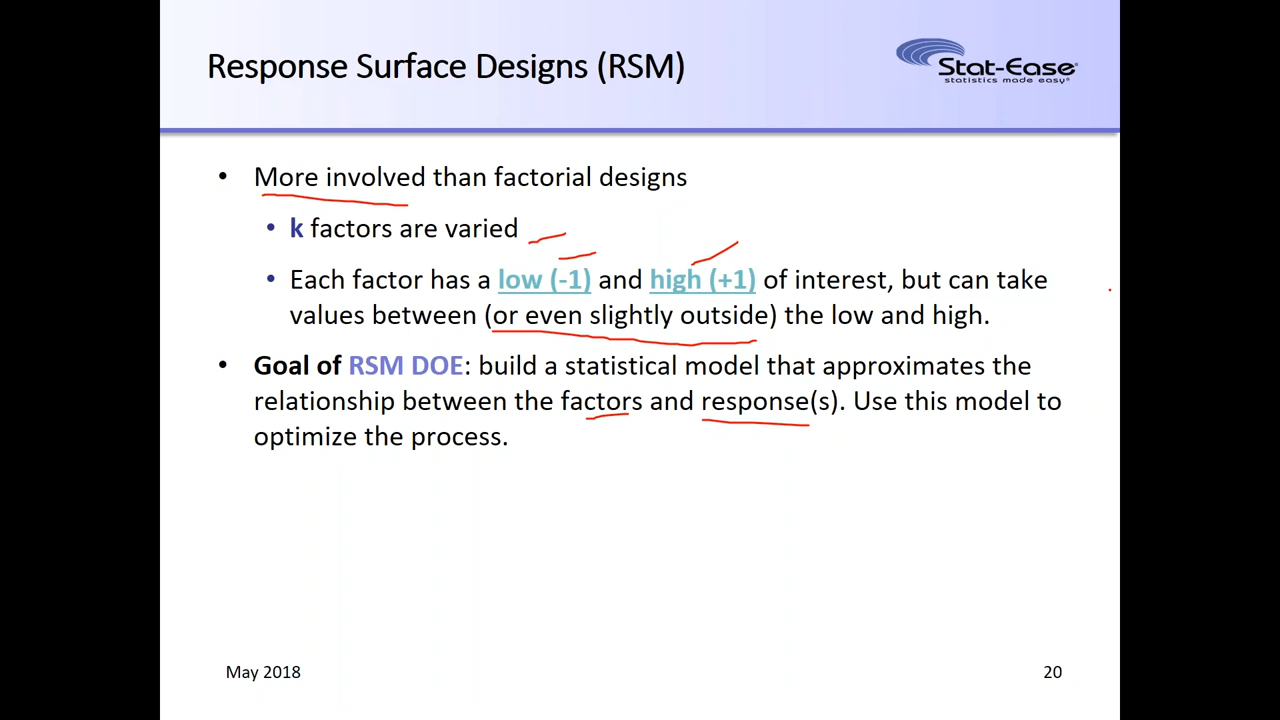 Response Surface Designs (RSM)
Stat-Ease®
statistics made easy®
• More involved than factorial designs
• k factors are varied
• Each factor has a low (-1) and high (+1) of interest, but can take
values between (or even slightly outside) the low and high.
• Goal of RSM DOE: build a statistical model that approximates the
relationship between the factors and response(s). Use this model to
optimize the process.
May 2018
20